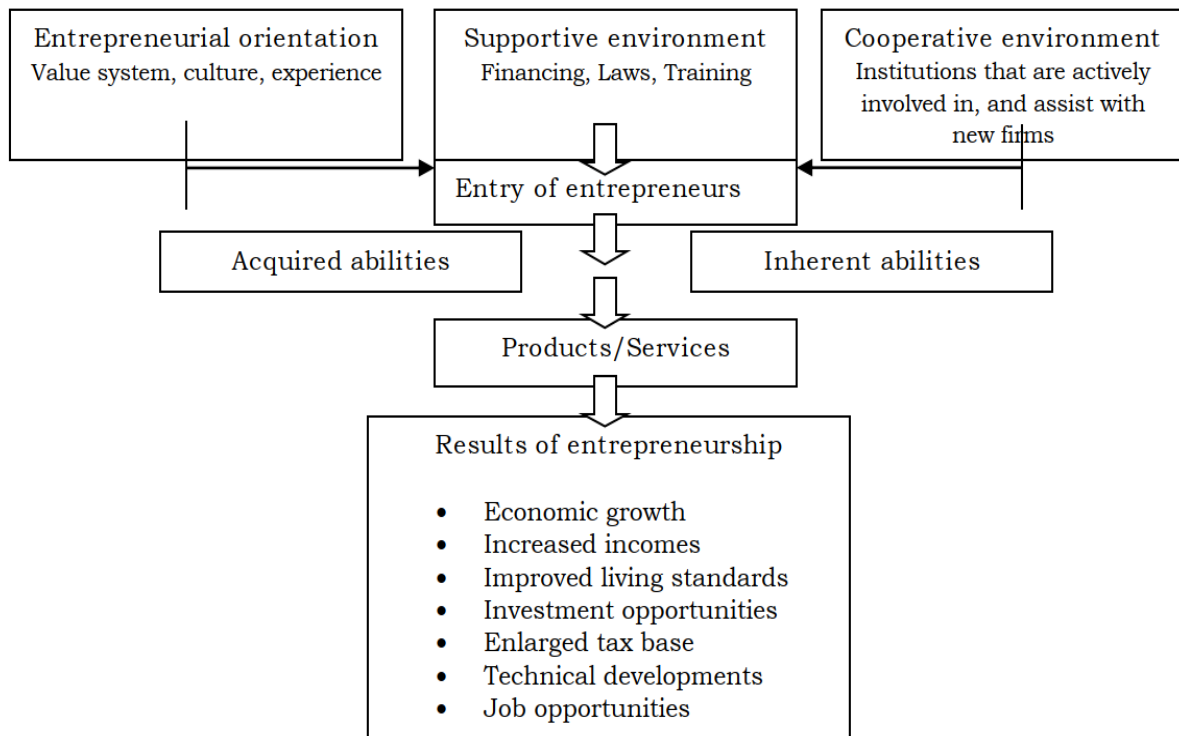 Entrepreneurial orientation
Value system, culture, experience
Supportive environment
Financing, Laws, Training
Cooperative environment
Institutions that are actively
involved in, and assist with
new firms
Entry of entrepreneurs
Acquired abilities
Inherent abilities
Products/Services
Results of entrepreneurship
• Economic growth
• Increased incomes
• Improved living standards
• Investment opportunities
• Enlarged tax base
• Technical developments
• Job opportunities